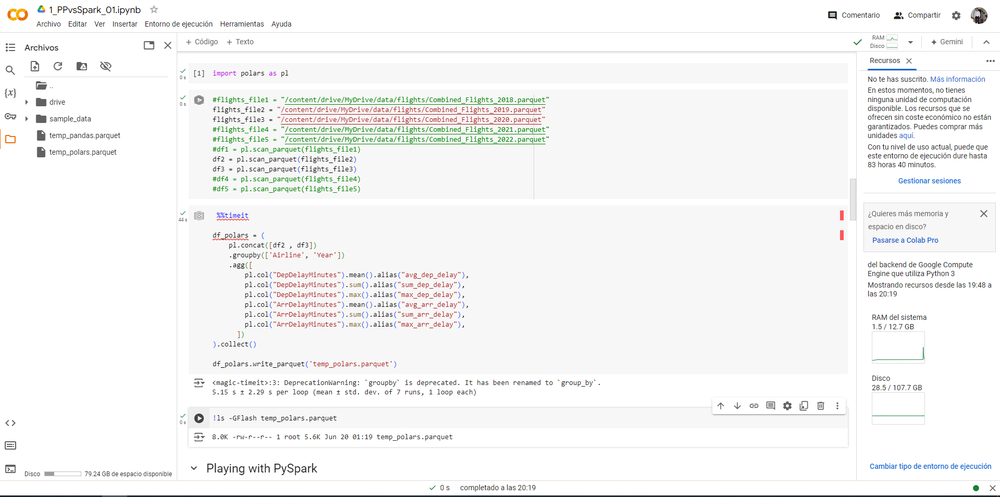 CO
1_PPvsSpark_01.ipynb
Archivo Editar Ver Insertar Entorno de ejecución Herramientas Ayuda
Comentario
Compartir
Archivos
..
drive
sample_data
temp_pandas.parquet
temp_polars.parquet
{x}
Disco 79.24 GB de espacio disponible
+ Código + Texto
RAM
Disco
Gemini
0 s
[1] import polars as pl
0 s
#flights_file1 = "/content/drive/MyDrive/data/flights/Combined_Flights_2018.parquet"
flights_file2 = "/content/drive/MyDrive/data/flights/Combined_Flights_2019.parquet"
flights_file3 = "/content/drive/MyDrive/data/flights/Combined_Flights_2020.parquet"
#flights_file4 = "/content/drive/MyDrive/data/flights/Combined_Flights_2021.parquet"
#flights_file5 = "/content/drive/MyDrive/data/flights/Combined_Flights_2022.parquet"
#df1 = pl.scan_parquet(flights_file1)
df2 = pl.scan_parquet(flights_file2)
df3 = pl.scan_parquet(flights_file3)
#df4 = pl.scan_parquet(flights_file4)
#df5 = pl.scan_parquet(flights_file5)
44 s
[8] %%timeit
df_polars = (
pl.concat([df2 , df3])
.groupby(['Airline', 'Year'])
.agg([
pl.col("DepDelayMinutes").mean().alias("avg_dep_delay"),
pl.col("DepDelayMinutes").sum().alias("sum_dep_delay"),
pl.col("DepDelayMinutes").max().alias("max_dep_delay"),
pl.col("ArrDelayMinutes").mean().alias("avg_arr_delay"),
pl.col("ArrDelayMinutes").sum().alias("sum_arr_delay"),
pl.col("ArrDelayMinutes").max().alias("max_arr_delay"),
])
).collect()
df_polars.write_parquet('temp_polars.parquet')
<magic-timeit>:3: DeprecationWarning: `groupby` is deprecated. It has been renamed to `group_by`.
5.15 s ± 2.29 s per loop (mean ± std. dev. of 7 runs, 1 loop each)
0 s
!ls -GFlash temp_polars.parquet
8.0K -rw-r--r-- 1 root 5.6K Jun 20 01:19 temp_polars.parquet
Playing with PySpark
Recursos
No te has suscrito. Más información
En estos momentos, no tienes
ninguna unidad de computación
disponible. Los recursos que se
ofrecen sin coste económico no están
garantizados. Puedes comprar más
unidades aquí.
Con tu nivel de uso actual, puede que
este entorno de ejecución dure hasta
83 horas 40 minutos.
Gestionar sesiones
¿Quieres más memoria y
espacio en disco?
Pasarse a Colab Pro
del backend de Google Compute
Engine que utiliza Python 3
Mostrando recursos desde las 19:48 a
las 20:19
RAM del sistema
1.5 / 12.7 GB
Disco
28.5 / 107.7 GB
Cambiar tipo de entorno de ejecución
0 s completado a las 20:19